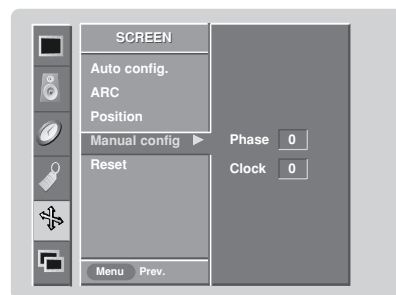 SCREEN
Auto config.
ARC
Position
Manual config ▶
Phase 0
Reset
Clock 0
Menu Prev.